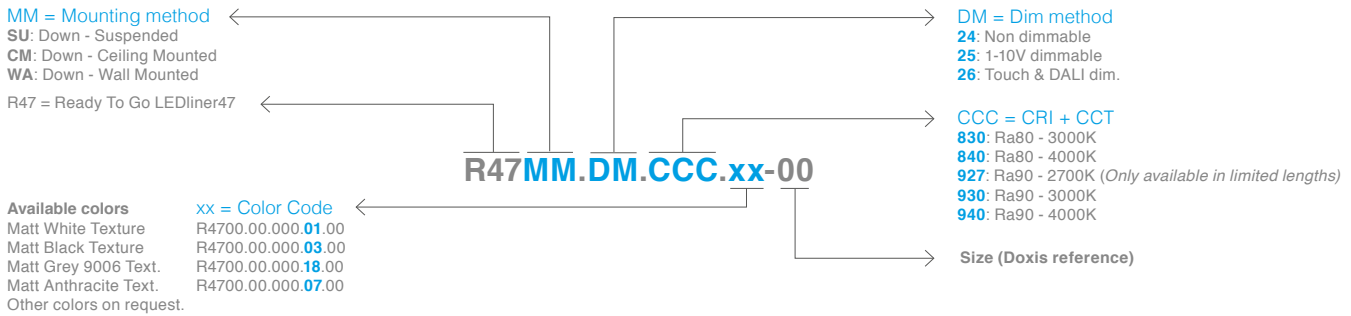 MM = Mounting method
SU: Down - Suspended
CM: Down - Ceiling Mounted
WA: Down - Wall Mounted
R47 = Ready To Go LEDliner47
DM = Dim method
24: Non dimmable
25: 1-10V dimmable
26: Touch & DALI dim.
CCC = CRI + CCT
830: Ra80 - 3000K
840: Ra80 - 4000K
927: Ra90 - 2700K (Only available in limited lengths)
930: Ra90 - 3000K
940: Ra90 - 4000K
R47MM.DM.CCC.xx-00
Available colors xx = Color Code
Matt White Texture R4700.00.000.01.00
Matt Black Texture R4700.00.000.03.00
Matt Grey 9006 Text. R4700.00.000.18.00
Matt Anthracite Text. R4700.00.000.07.00
Other colors on request.
Size (Doxis reference)